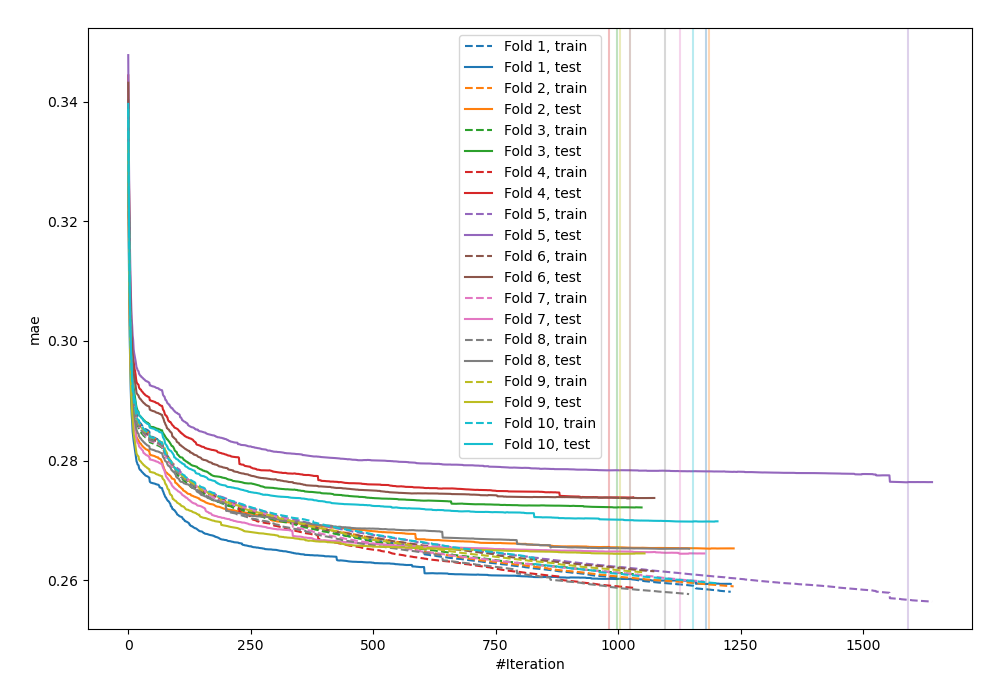 0.34
0.32
0.30
0.28
0.26
mae
Fold 1, train
Fold 1, test
Fold 2, train
Fold 2, test
Fold 3, train
Fold 3, test
Fold 4, train
Fold 4, test
Fold 5, train
Fold 5, test
Fold 6, train
Fold 6, test
Fold 7, train
Fold 7, test
Fold 8, train
Fold 8, test
Fold 9, train
Fold 9, test
Fold 10, train
Fold 10, test
0 250 500 750 1000 1250 1500
#Iteration